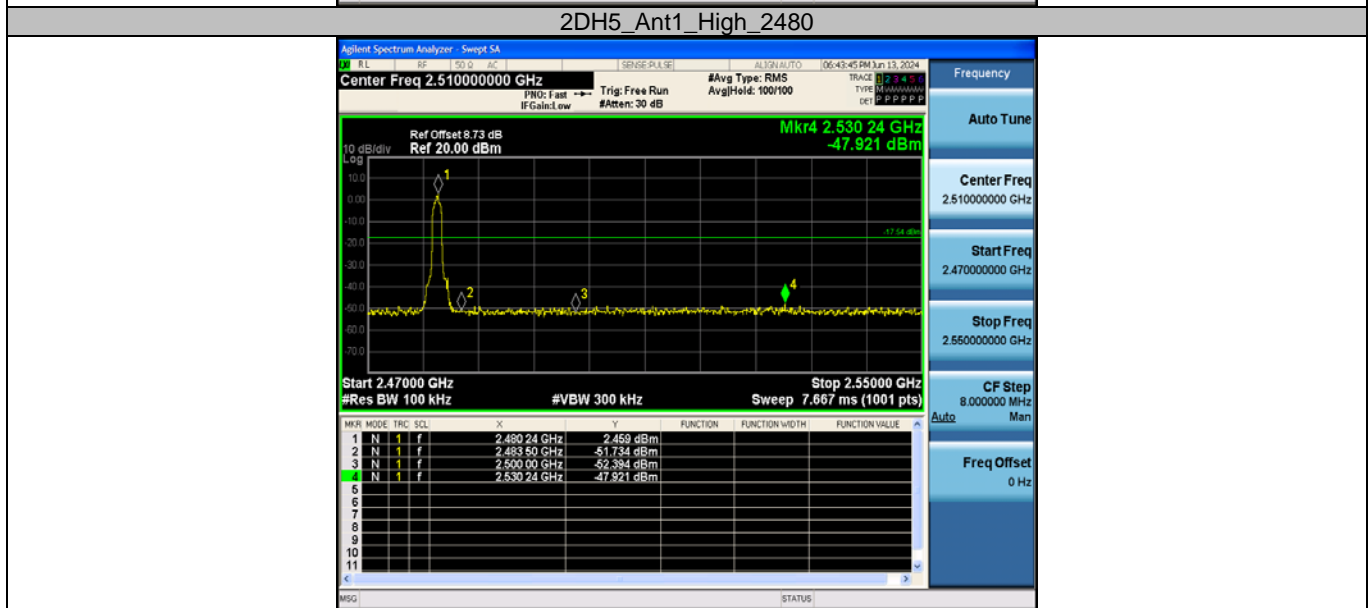 2DH5_Ant1_High_2480
Agilent Spectrum Analyzer - Swept SA
RL RF 50 Ω AC SENSE:PULSE ALIGN AUTO 06:43:45 PM Jun 13, 2024
Center Freq 2.510000000 GHz
PNO: Fast
IFGain:Low
Trig: Free Run
#Atten: 30 dB
#Avg Type: RMS
Avg|Hold: 100/100
TRACE 1 2 3 4 5 6
TYPE M
DET P P P P P P
Ref Offset 8.73 dB
Ref 20.00 dBm
10 dB/div
Log
Mkr4 2.530 24 GHz
-47.921 dBm
10.0
0.00
-10.0
-20.0
-30.0
-40.0
-50.0
-60.0
-70.0
1
2
3
4
-17.54 dBm
Start 2.47000 GHz Stop 2.55000 GHz
#Res BW 100 kHz #VBW 300 kHz Sweep 7.667 ms (1001 pts)
MKR MODE TRC SCL X Y FUNCTION FUNCTION WIDTH FUNCTION VALUE
1 N 1 f 2.480 24 GHz 2.459 dBm
2 N 1 f 2.483 50 GHz -51.734 dBm
3 N 1 f 2.500 00 GHz -52.394 dBm
4 N 1 f 2.530 24 GHz -47.921 dBm
5
6
7
8
9
10
11
MSG STATUS
Frequency
Auto Tune
Center Freq
2.510000000 GHz
Start Freq
2.470000000 GHz
Stop Freq
2.550000000 GHz
CF Step
8.000000 MHz
Auto Man
Freq Offset
0 Hz